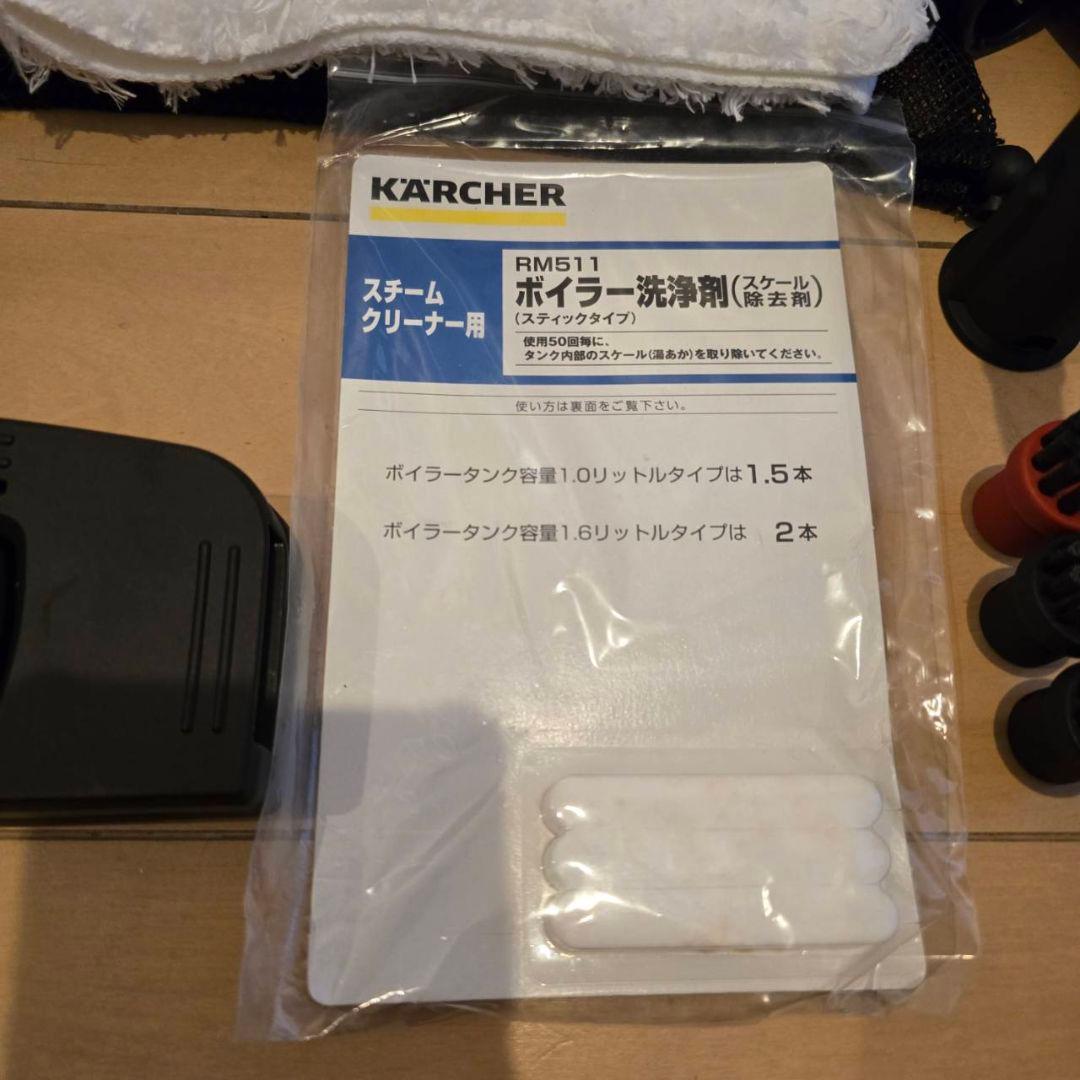 KÄRCHER
スチーム
クリーナー用
RM511
ボイラー洗浄剤(スケール除去剤)
(スティックタイプ)
使用50回毎に、
タンク内部のスケール(湯あか)を取り除いてください。
使い方は裏面をご覧下さい。
ボイラータンク容量1.0リットルタイプは1.5本
ボイラータンク容量1.6リットルタイプは 2本